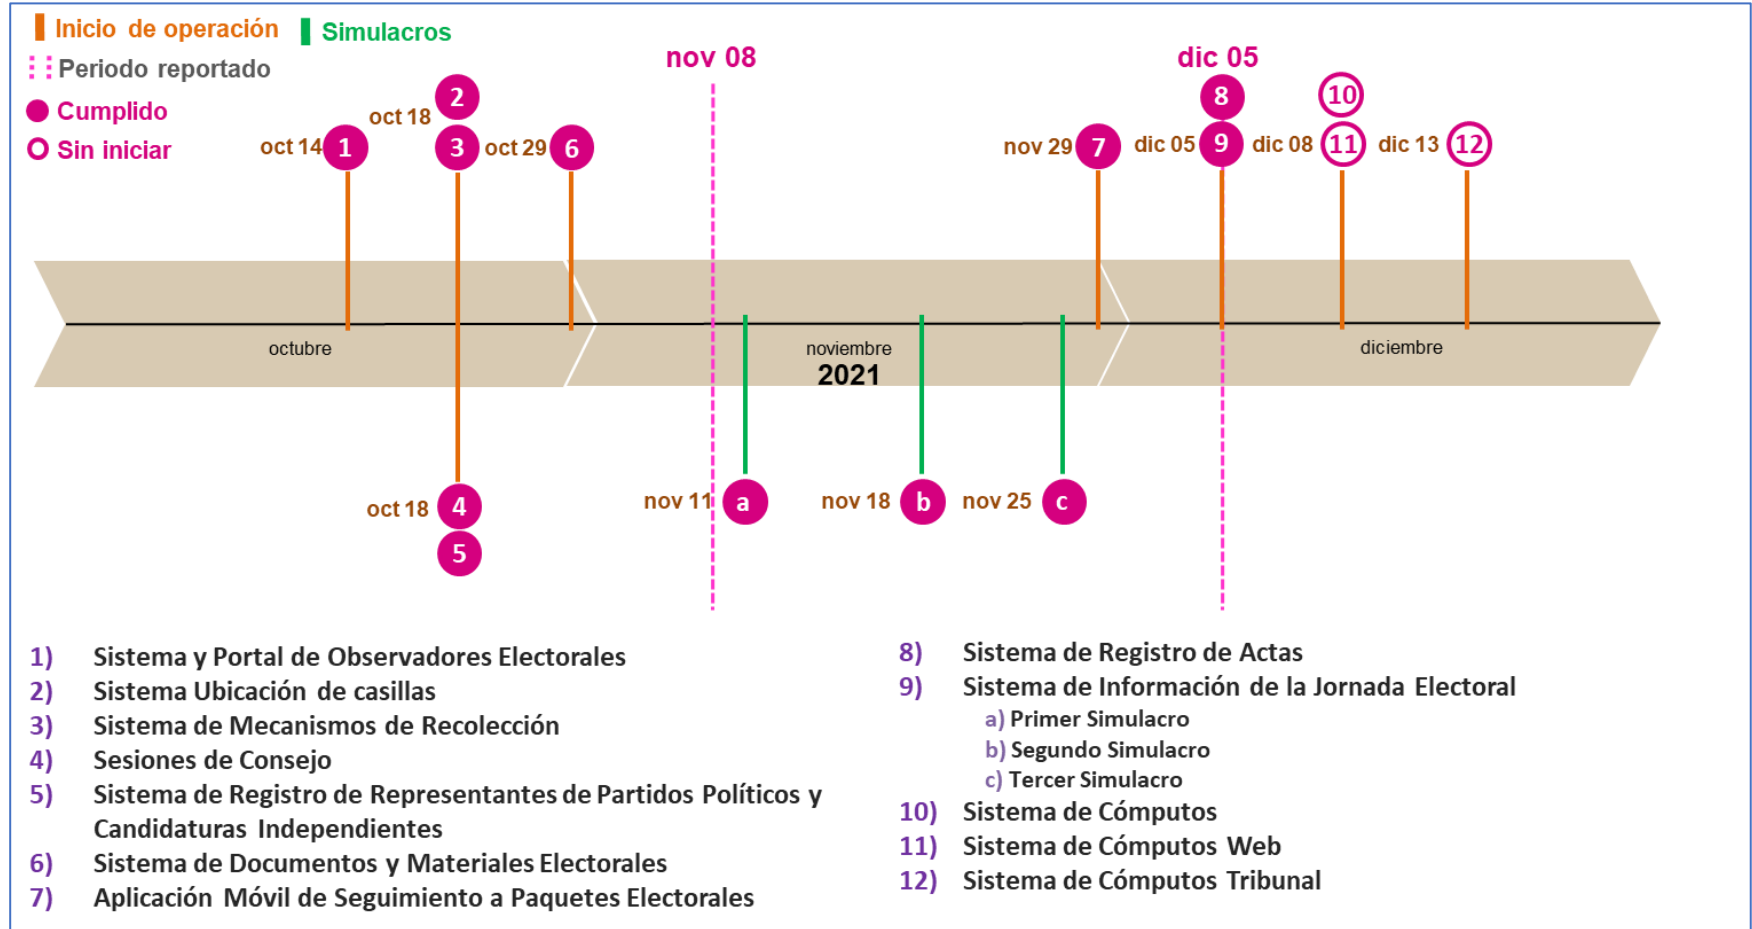 Inicio de operación
Simulacros
Periodo reportado
Cumplido
Sin iniciar
nov 08
dic 05
oct 14
1
oct 18
2
3
oct 29
6
nov 29
7
dic 05
8
9
dic 08
10
11
dic 13
12
octubre
noviembre
2021
diciembre
oct 18
4
5
nov 11
a
nov 18
b
nov 25
c
1) Sistema y Portal de Observadores Electorales
2) Sistema Ubicación de casillas
3) Sistema de Mecanismos de Recolección
4) Sesiones de Consejo
5) Sistema de Registro de Representantes de Partidos Políticos y
Candidaturas Independientes
6) Sistema de Documentos y Materiales Electorales
7) Aplicación Móvil de Seguimiento a Paquetes Electorales
8) Sistema de Registro de Actas
9) Sistema de Información de la Jornada Electoral
a) Primer Simulacro
b) Segundo Simulacro
c) Tercer Simulacro
10) Sistema de Cómputos
11) Sistema de Cómputos Web
12) Sistema de Cómputos Tribunal